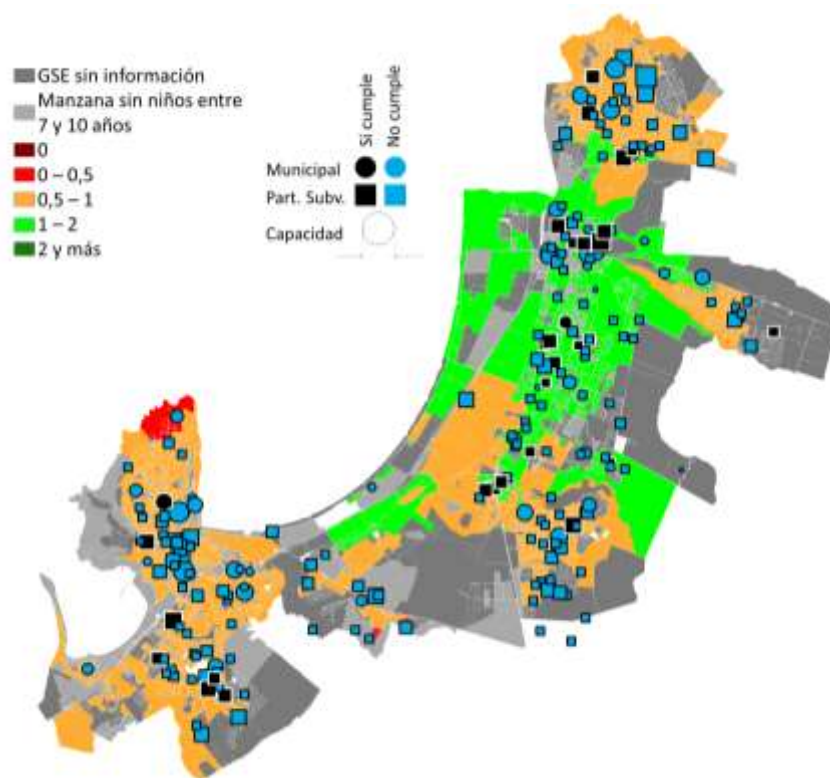 GSE sin información
Manzana sin niños entre
7 y 10 años
0
0 – 0,5
0,5 – 1
1 – 2
2 y más
Si cumple
No cumple
Municipal
Part. Subv.
Capacidad